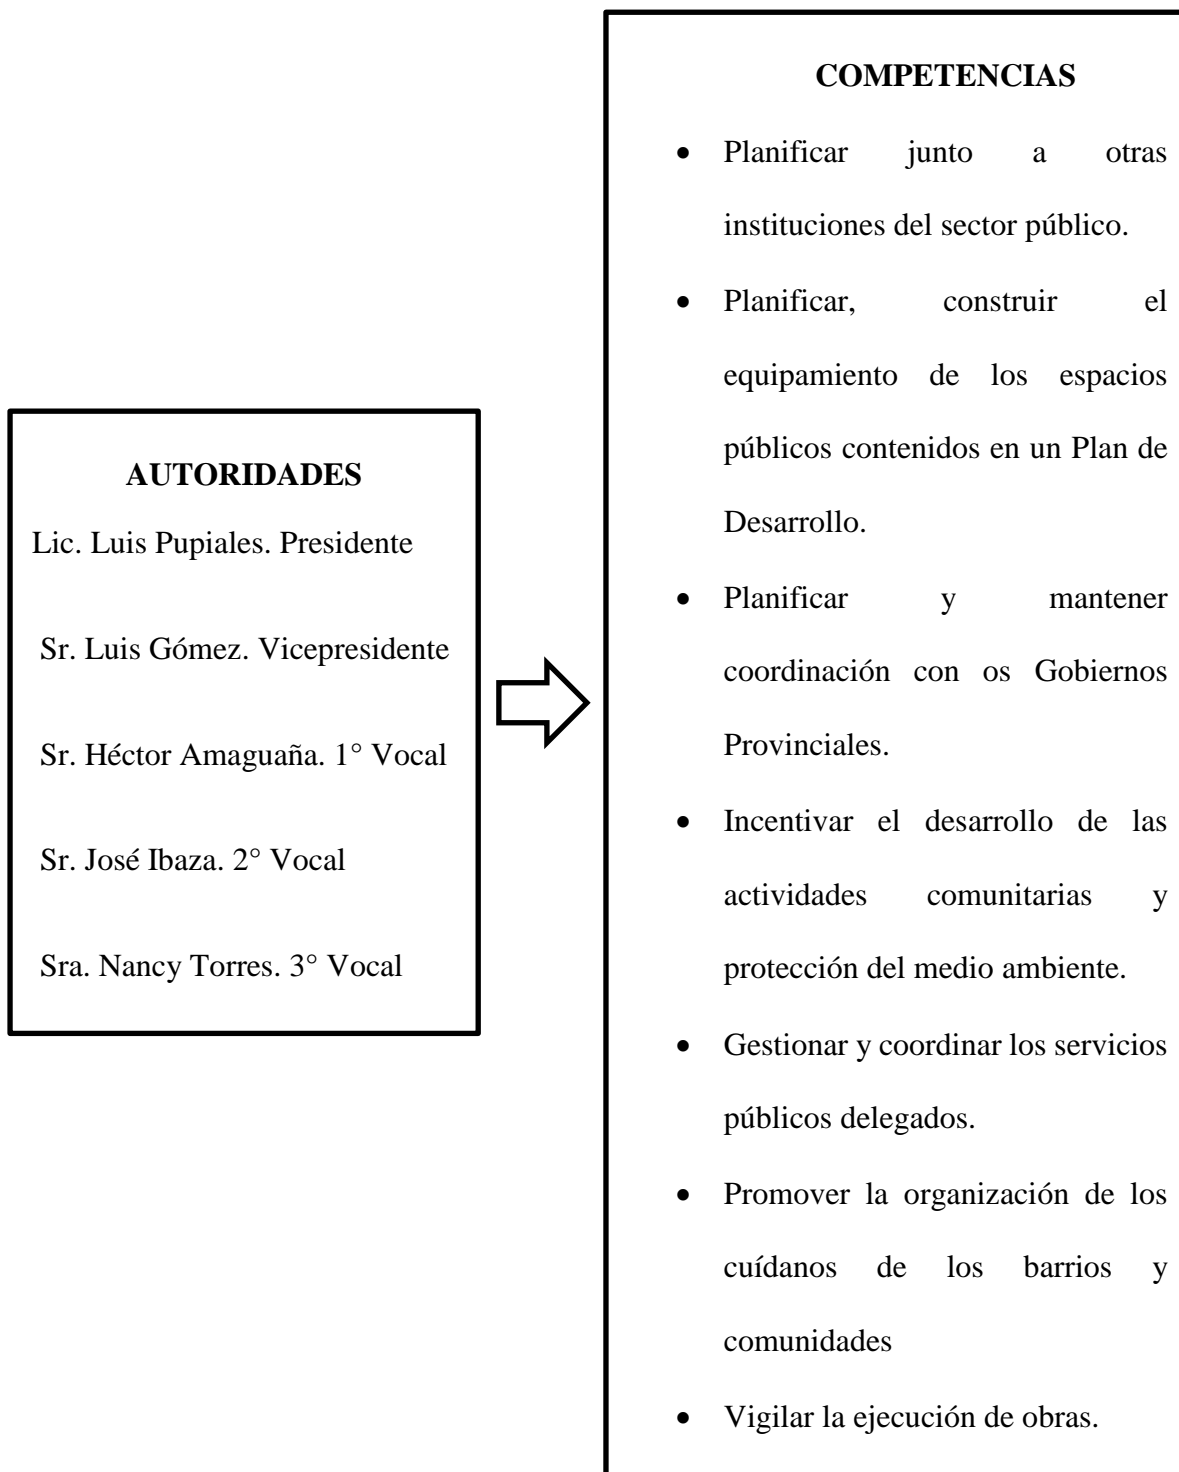 AUTORIDADES
Lic. Luis Pupiales. Presidente
Sr. Luis Gómez. Vicepresidente
Sr. Héctor Amaguaña. 1° Vocal
Sr. José Ibaza. 2° Vocal
Sra. Nancy Torres. 3° Vocal
COMPETENCIAS
• Planificar junto a otras
instituciones del sector público.
• Planificar, construir el
equipamiento de los espacios
públicos contenidos en un Plan de
Desarrollo.
• Planificar y mantener
coordinación con os Gobiernos
Provinciales.
• Incentivar el desarrollo de las
actividades comunitarias y
protección del medio ambiente.
• Gestionar y coordinar los servicios
públicos delegados.
• Promover la organización de los
cuídanos de los barrios y
comunidades
• Vigilar la ejecución de obras.